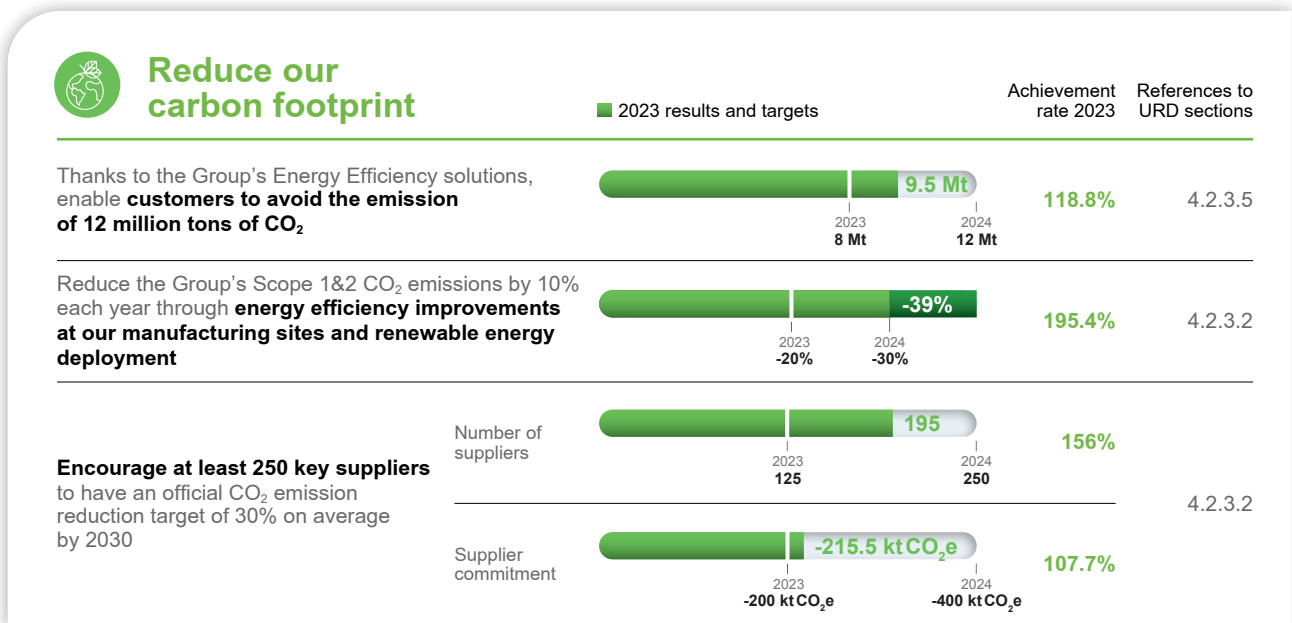 Reduce our
carbon footprint
2023 results and targets
Achievement
rate 2023
References to
URD sections
Thanks to the Group's Energy Efficiency solutions,
enable customers to avoid the emission
of 12 million tons of CO₂
9.5 Mt
2023
8 Mt
2024
12 Mt
118.8%
4.2.3.5
Reduce the Group's Scope 1&2 CO₂ emissions by 10%
each year through energy efficiency improvements
at our manufacturing sites and renewable energy
deployment
-39%
2023
-20%
2024
-30%
195.4%
4.2.3.2
Encourage at least 250 key suppliers
to have an official CO₂ emission
reduction target of 30% on average
by 2030
Number of
suppliers
195
2023
125
2024
250
156%
Supplier
commitment
-215.5 kt CO₂e
2023
-200 kt CO₂e
2024
-400 kt CO₂e
107.7%
4.2.3.2